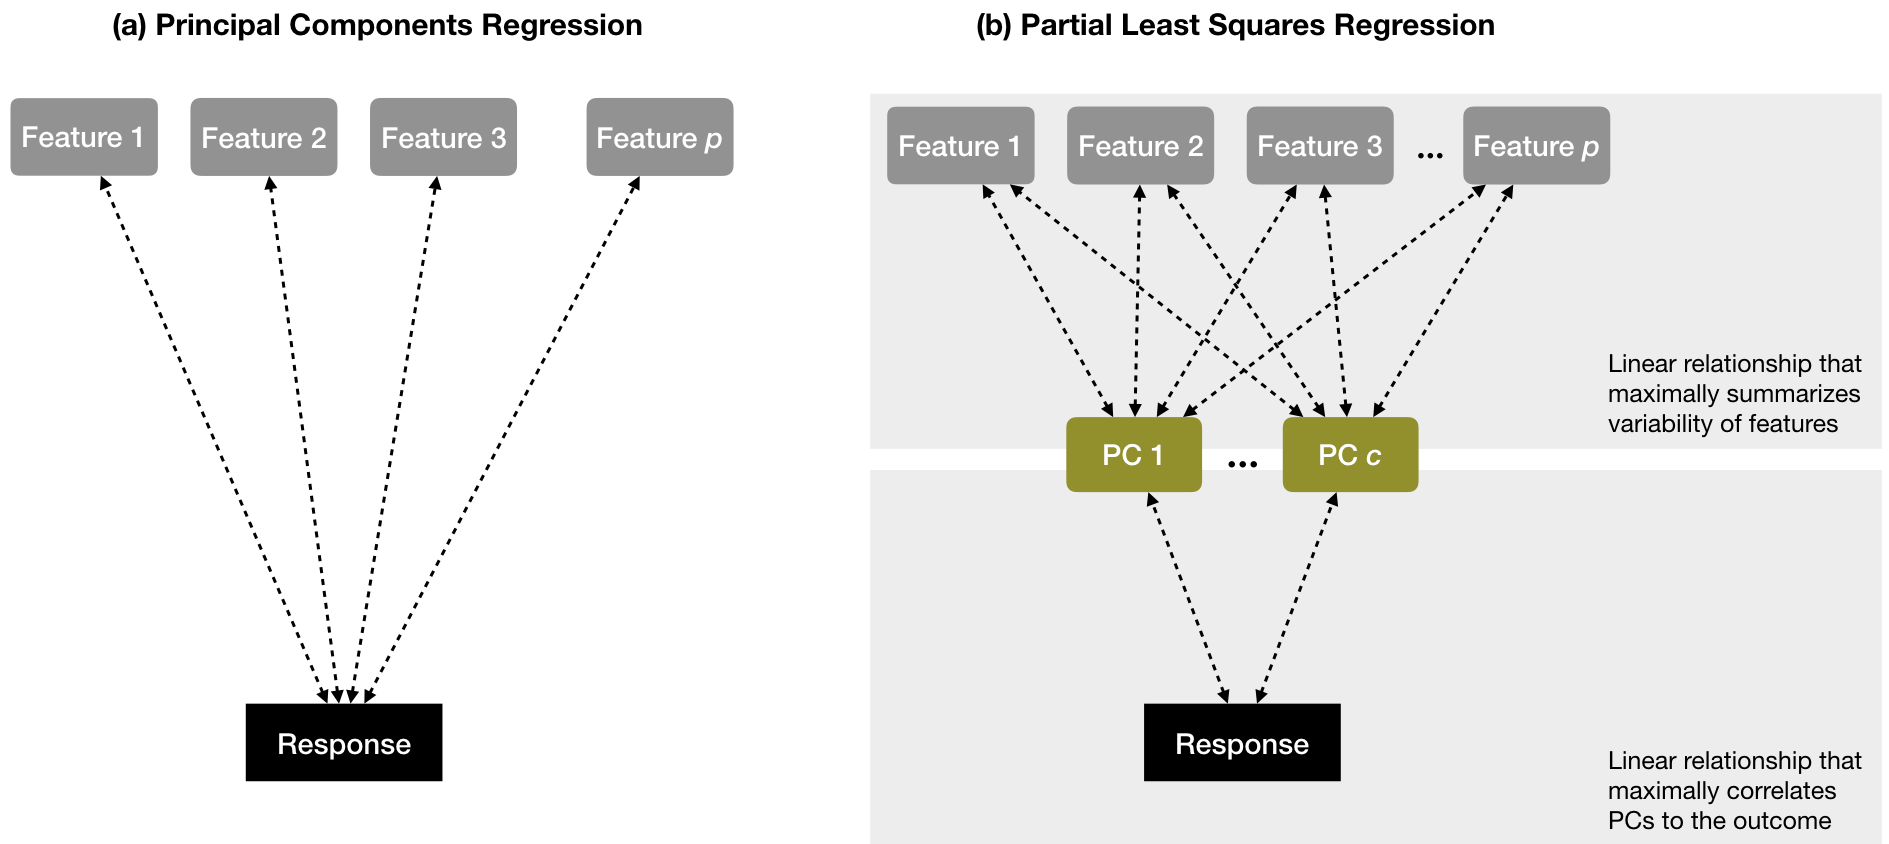 (a) Principal Components Regression
Feature 1
Feature 2
Feature 3
Feature p
Response
(b) Partial Least Squares Regression
Feature 1
Feature 2
Feature 3
...
Feature p
Linear relationship that
maximally summarizes
variability of features
PC 1
...
PC c
Response
Linear relationship that
maximally correlates
PCs to the outcome